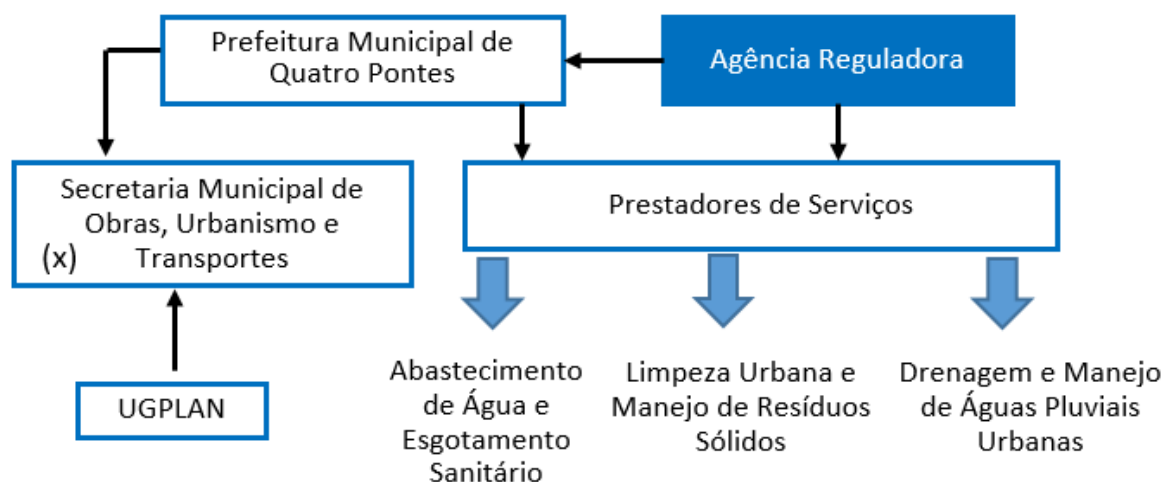 Prefeitura Municipal de
Quatro Pontes
Agência Reguladora
Secretaria Municipal de
Obras, Urbanismo e
(x) Transportes
Prestadores de Serviços
UGPLAN
Abastecimento
de Água e
Esgotamento
Sanitário
Limpeza Urbana e
Manejo de Resíduos
Sólidos
Drenagem e Manejo
de Águas Pluviais
Urbanas